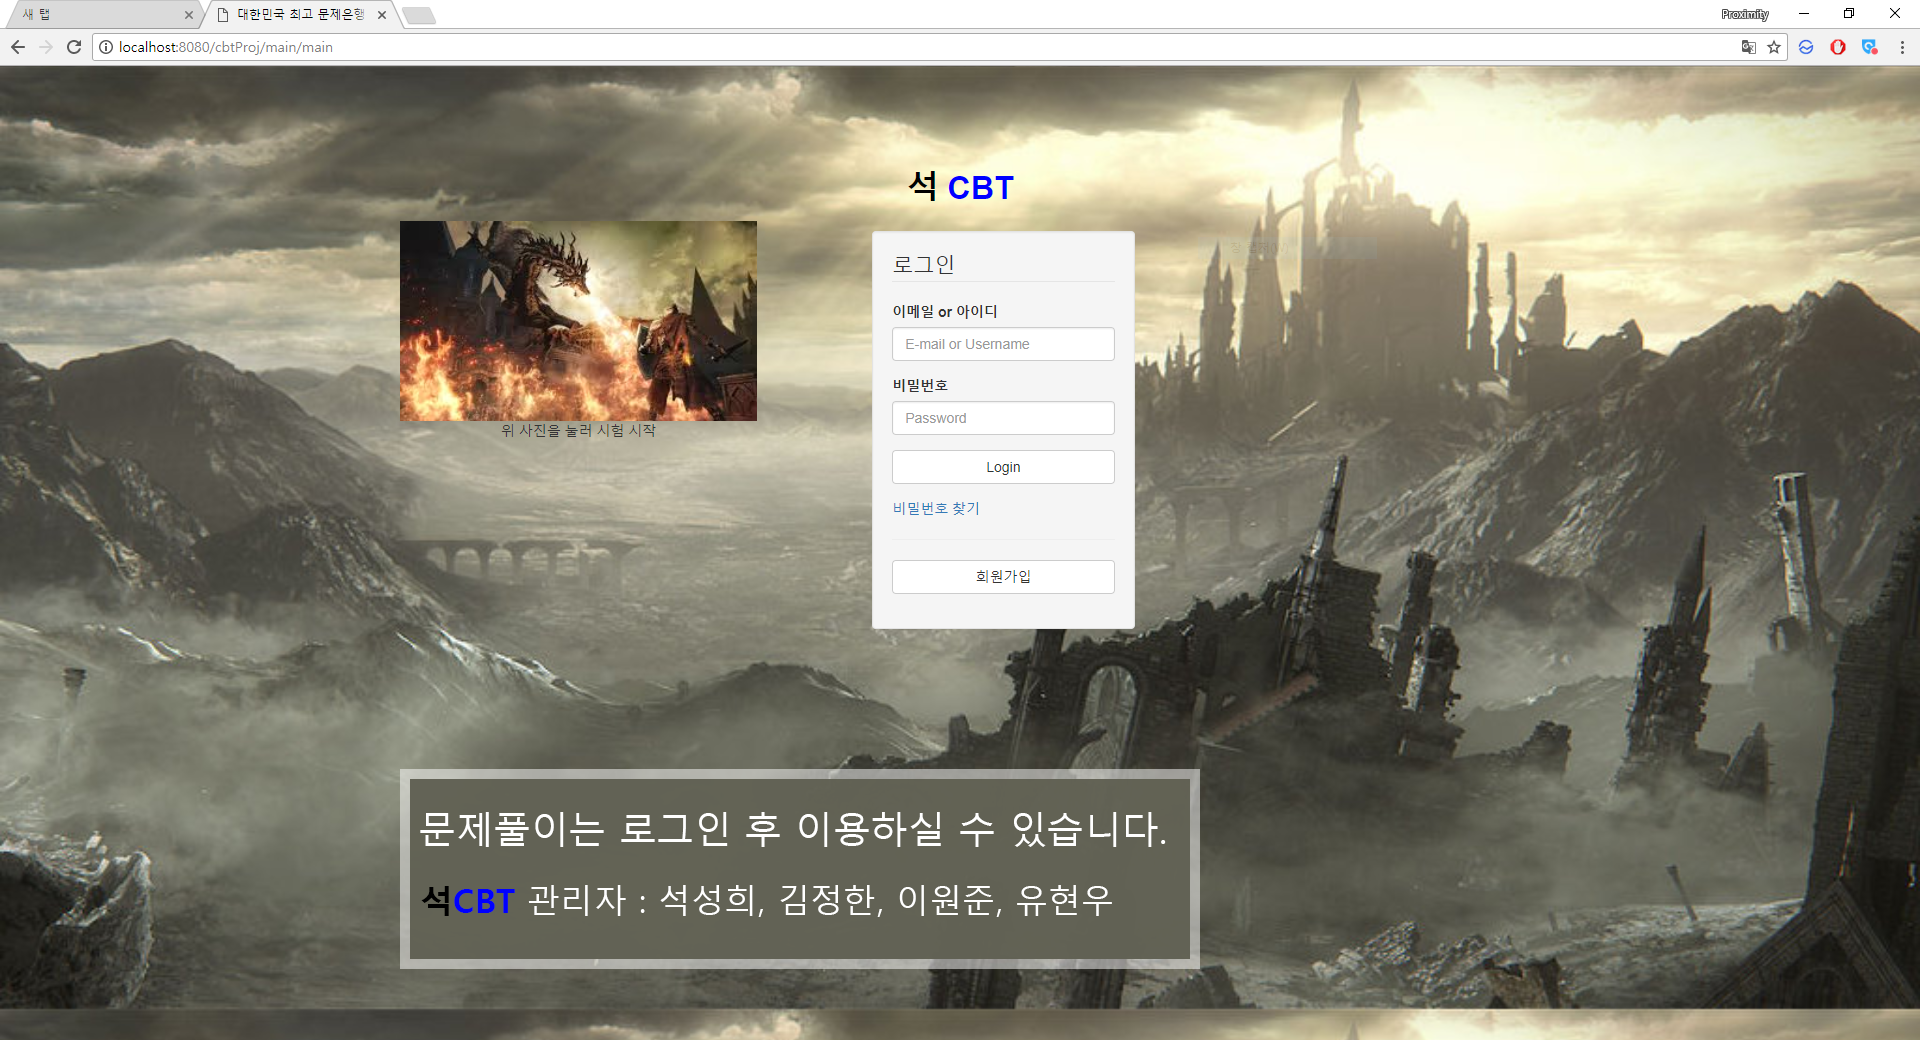 새 탭
대한민국 최고 문제은행
Proximity
localhost:8080/cbtProj/main/main
석 CBT
위 사진을 눌러 시험 시작
로그인
이메일 or 아이디
E-mail or Username
비밀번호
Password
Login
비밀번호 찾기
회원가입
문제풀이는 로그인 후 이용하실 수 있습니다.
석CBT 관리자 : 석성희, 김정한, 이원준, 유현우